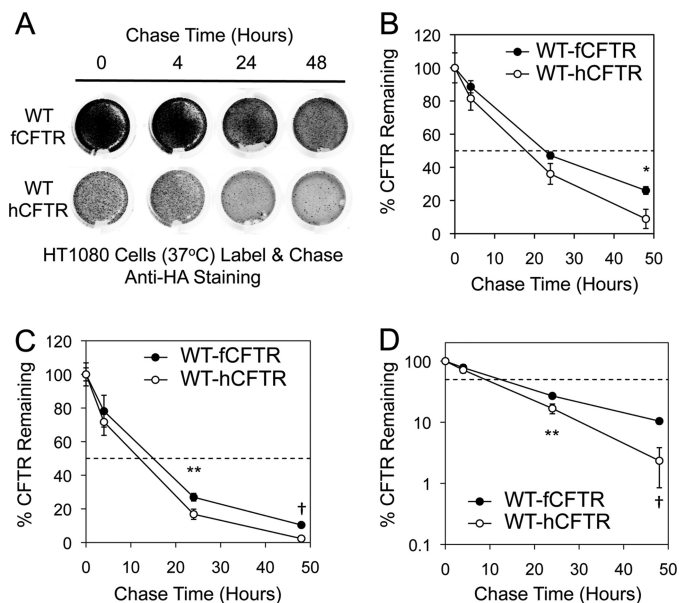 A
Chase Time (Hours)
0 4 24 48
WT
fCFTR
WT
hCFTR
HT1080 Cells (37ºC) Label & Chase
Anti-HA Staining
B
% CFTR Remaining
120
100
80
60
40
20
0
WT-fCFTR
WT-hCFTR
*
0 10 20 30 40 50
Chase Time (Hours)
C
% CFTR Remaining
120
100
80
60
40
20
0
WT-fCFTR
WT-hCFTR
**
†
0 10 20 30 40 50
Chase Time (Hours)
D
% CFTR Remaining
100
10
1
0.1
**
WT-fCFTR
WT-hCFTR
†
0 10 20 30 40 50
Chase Time (Hours)